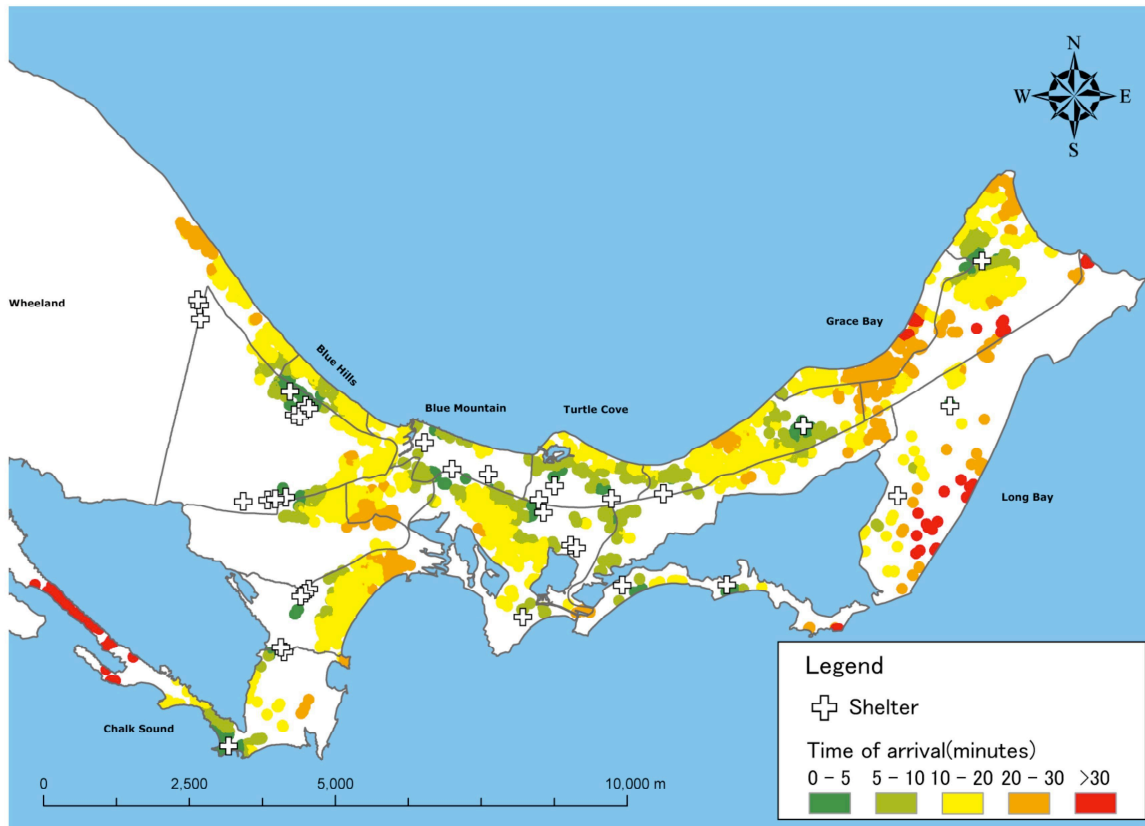 N
W E
S
Wheeland
Grace Bay
Blue Hills
Blue Mountain
Turtle Cove
Long Bay
Chalk Sound
Legend
Shelter
Time of arrival(minutes)
0 - 5 5 - 10 10 - 20 20 - 30 >30
0 2,500 5,000 10,000 m